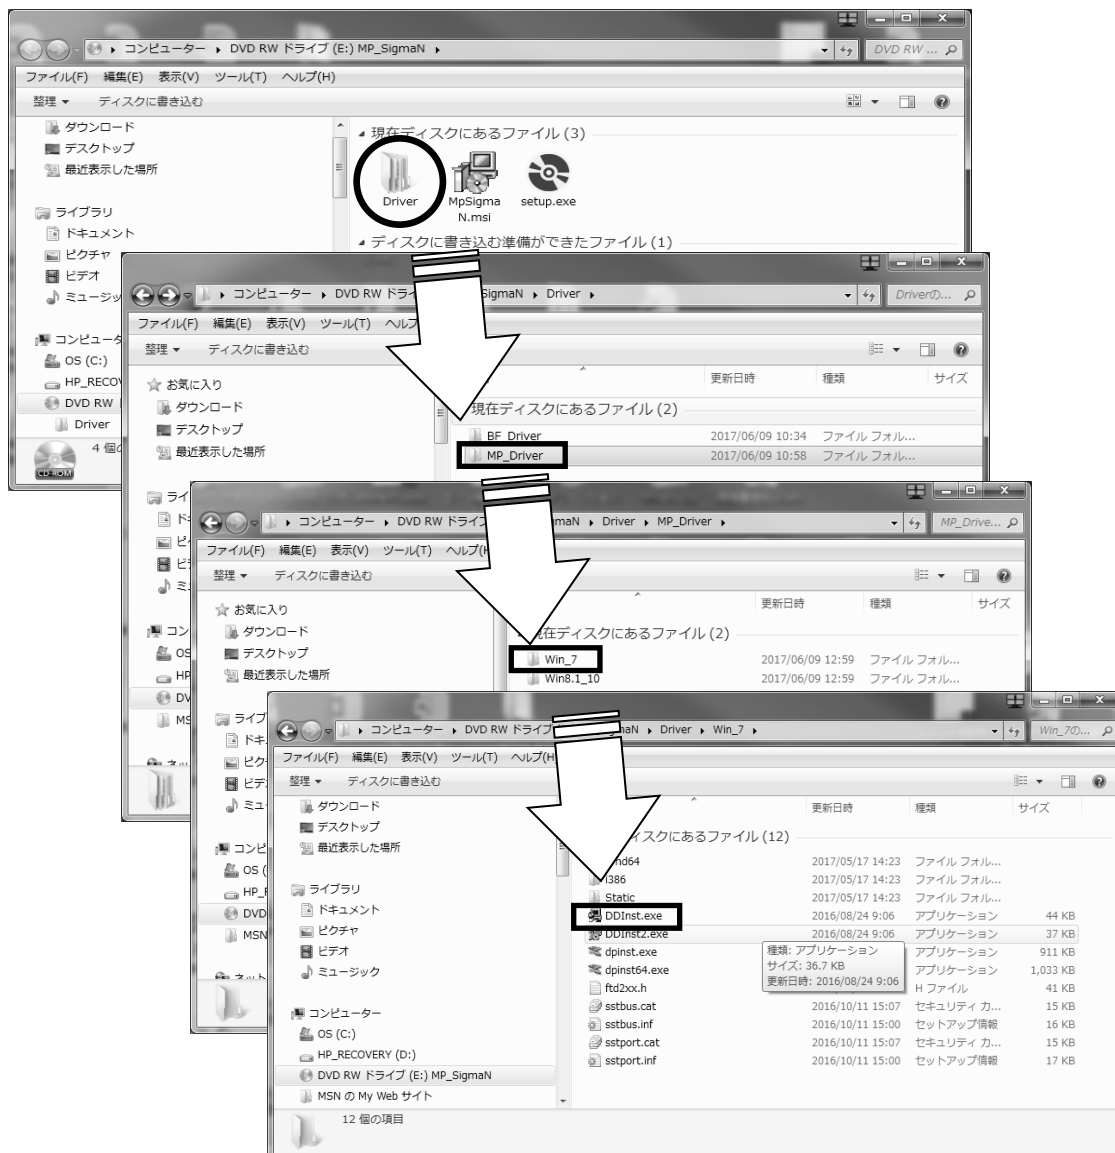 コンピューター ▸ DVD RW ドライブ (E:) MP_SigmaN ▸
DVD RW ...
ファイル(F) 編集(E) 表示(V) ツール(T) ヘルプ(H)
整理 ▼ ディスクに書き込む
ダウンロード
デスクトップ
最近表示した場所
ライブラリ
ドキュメント
ピクチャ
ビデオ
ミュージッ
コンピュータ
OS (C:)
HP_RECOV
DVD RW
Driver
4 個
CD-ROM
現在ディスクにあるファイル (3)
Driver
MpSigma
N.msi
setup.exe
ディスクに書き込む準備ができたファイル (1)
コンピューター ▸ DVD RW ドライ
SigmaN ▸ Driver ▸
Driverの...
ファイル(F) 編集(E) 表示(V) ツール(T) ヘルプ
整理 ▼ ディスクに書き込む
お気に入り
ダウンロード
デスクトップ
最近表示した場所
ライ
更新日時 種類 サイズ
現在ディスクにあるファイル (2)
BF_Driver 2017/06/09 10:34 ファイル フォル...
MP_Driver 2017/06/09 10:58 ファイル フォル...
コン
OS
HP
DV
MS
コンピューター ▸ DVD RW ドライブ
maN ▸ Driver ▸ MP_Driver ▸
MP_Drive...
ファイル(F) 編集(E) 表示(V) ツール(T) ヘルプ(H
整理 ▼ ディスクに書き込む
お気に入り
ダウンロード
デスクトップ
最近表示した場所
ライブ
ドキ
ピク
ビデ
ミュ
コンピ
OS (
HP_R
DVD
MSN
ネット
更新日時 種類 サイズ
現在ディスクにあるファイル (2)
Win_7 2017/06/09 12:59 ファイル フォル...
Win8.1_10 2017/06/09 12:59 ファイル フォル...
コンピューター ▸ DVD RW ドライブ
maN ▸ Driver ▸ Win_7 ▸
Win_7の...
ファイル(F) 編集(E) 表示(V) ツール(T) ヘルプ(H
整理 ▼ ディスクに書き込む
ダウンロード
デスクトップ
最近表示した場所
ライブラリ
ドキュメント
ピクチャ
ビデオ
ミュージック
コンピューター
OS (C:)
HP_RECOVERY (D:)
DVD RW ドライブ (E:) MP_SigmaN
MSN の My Web サイト
12 個の項目
更新日時 種類 サイズ
ィスクにあるファイル (12)
md64 2017/05/17 14:23 ファイル フォル...
i386 2017/05/17 14:23 ファイル フォル...
Static 2017/05/17 14:23 ファイル フォル...
DDInst.exe 2016/08/24 9:06 アプリケーション 44 KB
DDInst2.exe 2016/08/24 9:06 アプリケーション 37 KB
dpinst.exe アプリケーション 911 KB
dpinst64.exe アプリケーション 1,033 KB
ftd2xx.h H ファイル 41 KB
sstbus.cat 2016/10/11 15:07 セキュリティ カ... 15 KB
sstbus.inf 2016/10/11 15:00 セットアップ情報 16 KB
sstport.cat 2016/10/11 15:07 セキュリティ カ... 15 KB
sstport.inf 2016/10/11 15:00 セットアップ情報 17 KB
種類: アプリケーション
サイズ: 36.7 KB
更新日時: 2016/08/24 9:06